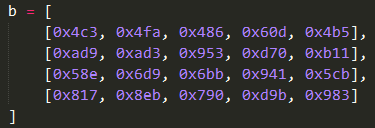 b = [
    [0x4c3, 0x4fa, 0x486, 0x60d, 0x4b5],
    [0xad9, 0xad3, 0x953, 0xd70, 0xb11],
    [0x58e, 0x6d9, 0x6bb, 0x941, 0x5cb],
    [0x817, 0x8eb, 0x790, 0xd9b, 0x983]
]